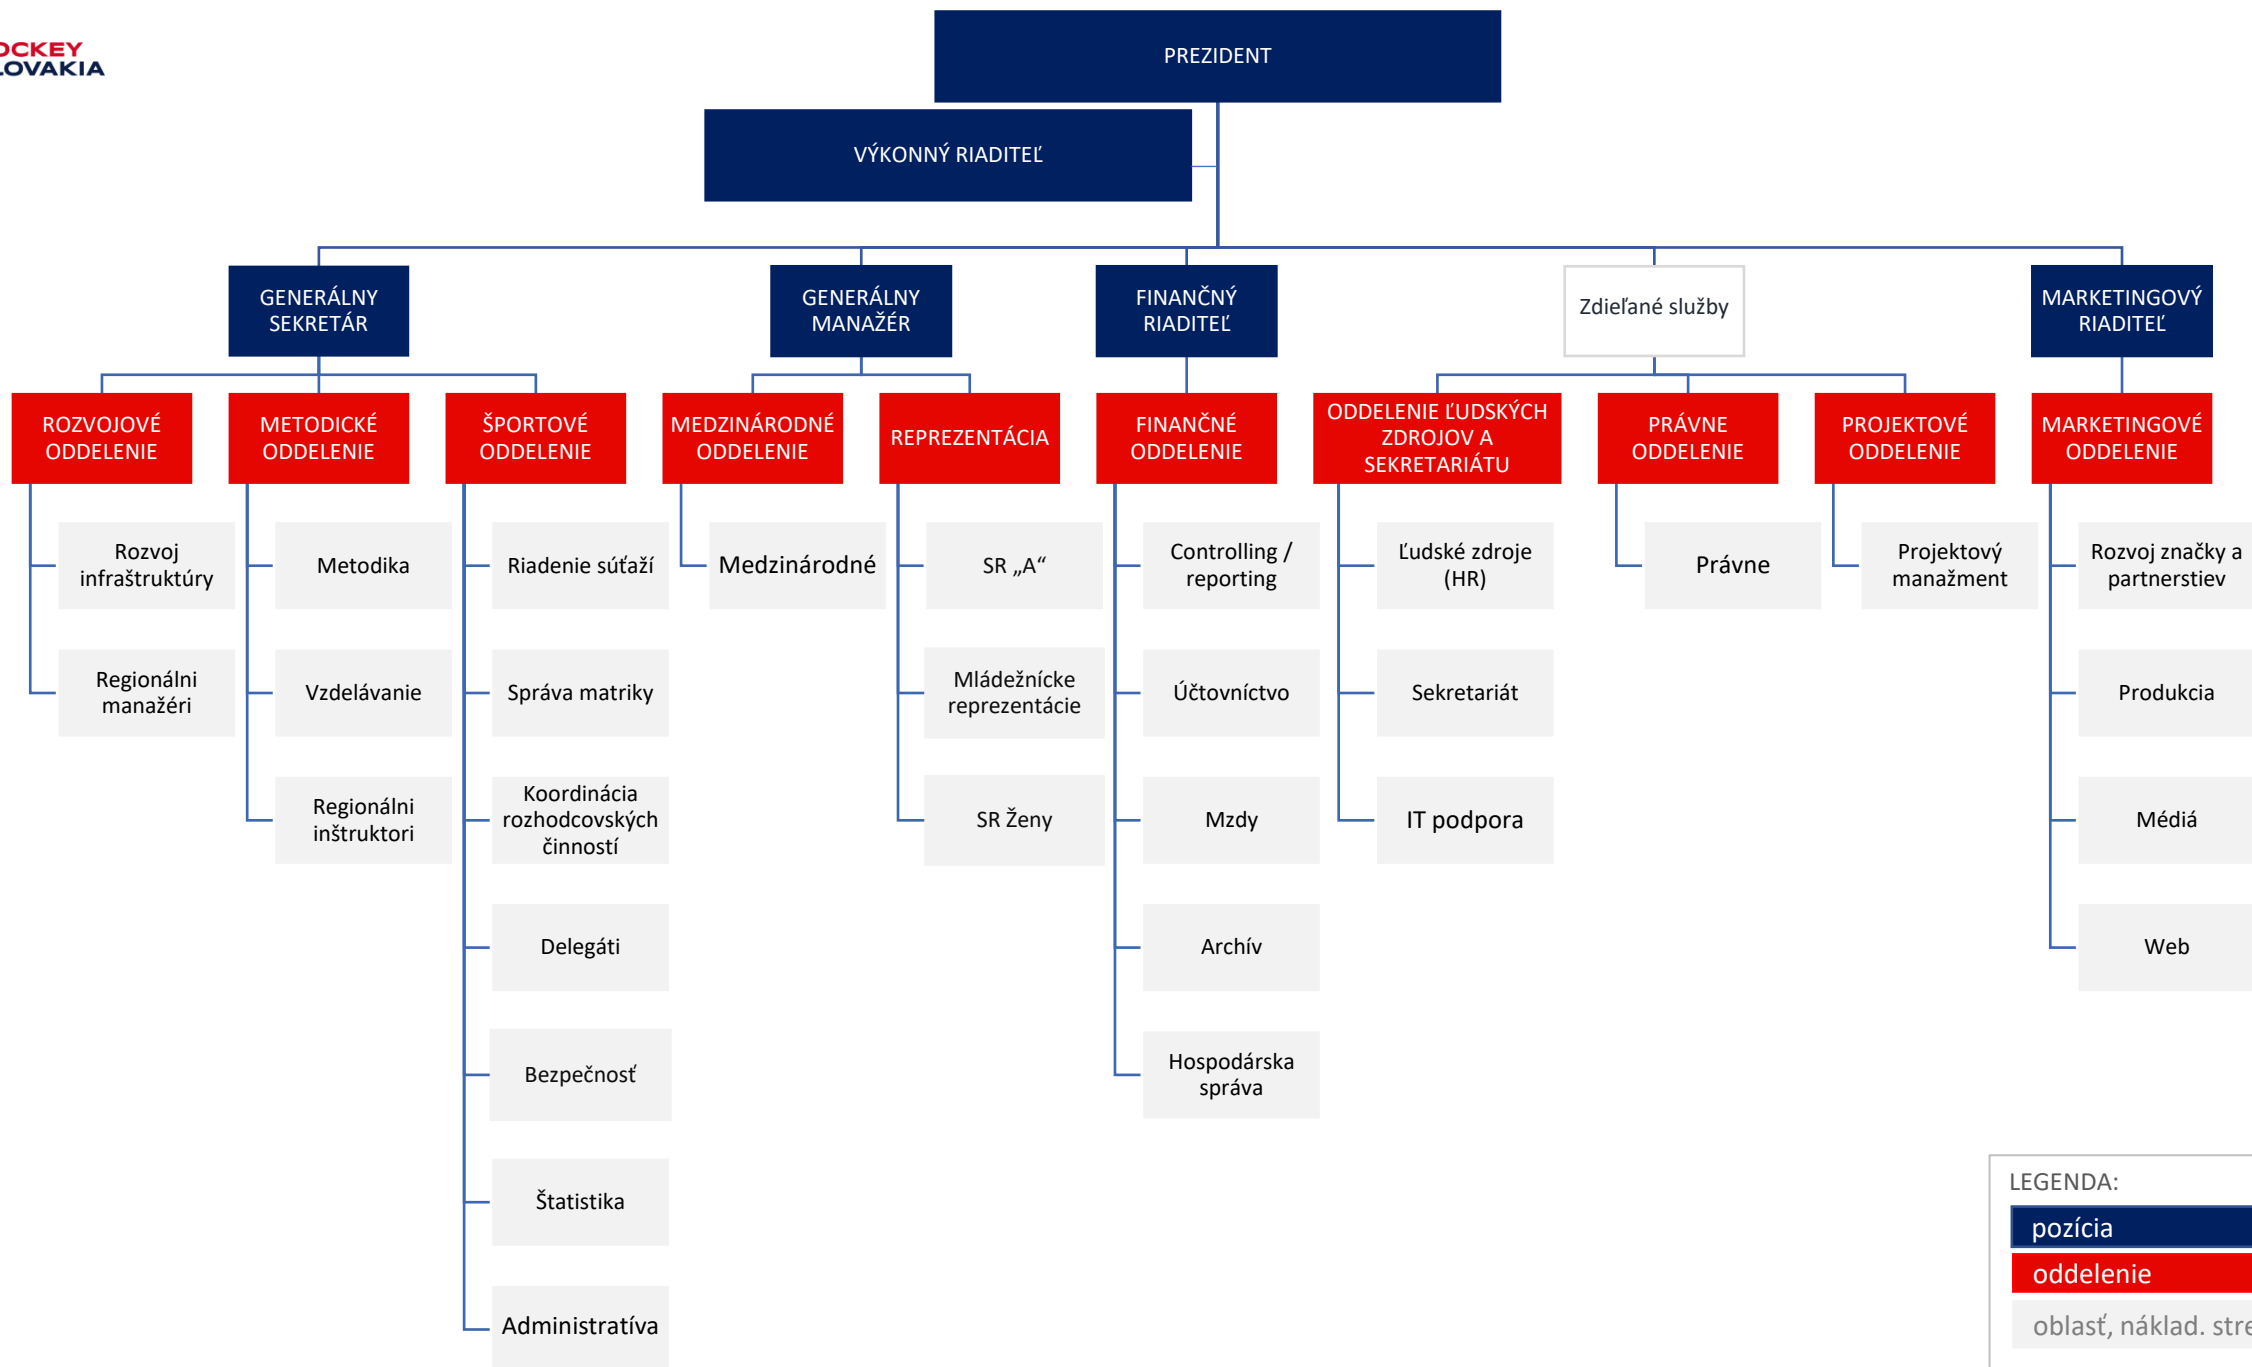 PREZIDENT
VÝKONNÝ RIADITEĽ
GENERÁLNY
SEKRETÁR
GENERÁLNY
MANAŽÉR
FINANČNÝ
RIADITEĽ
Zdieľané služby
MARKETINGOVÝ
RIADITEĽ
ROZVOJOVÉ
ODDELENIE
METODICKÉ
ODDELENIE
ŠPORTOVÉ
ODDELENIE
MEDZINÁRODNÉ
ODDELENIE
REPREZENTÁCIA
FINANČNÉ
ODDELENIE
ODDELENIE ĽUDSKÝCH
ZDROJOV A
SEKRETARIÁTU
PRÁVNE
ODDELENIE
PROJEKTOVÉ
ODDELENIE
MARKETINGOVÉ
ODDELENIE
Rozvoj
infraštruktúry
Metodika
Riadenie súťaží
Medzinárodné
SR „A“
Controlling /
reporting
Ľudské zdroje
(HR)
Právne
Projektový
manažment
Rozvoj značky a
partnerstiev
Regionálni
manažéri
Vzdelávanie
Správa matriky
Mládežnícke
reprezentácie
Účtovníctvo
Sekretariát
Produkcia
Regionálni
inštruktori
Koordinácia
rozhodcovských
činností
SR Ženy
Mzdy
IT podpora
Médiá
Delegáti
Archív
Web
Bezpečnosť
Hospodárska
správa
Štatistika
Administratíva
LEGENDA:
pozícia
oddelenie
oblasť, náklad.